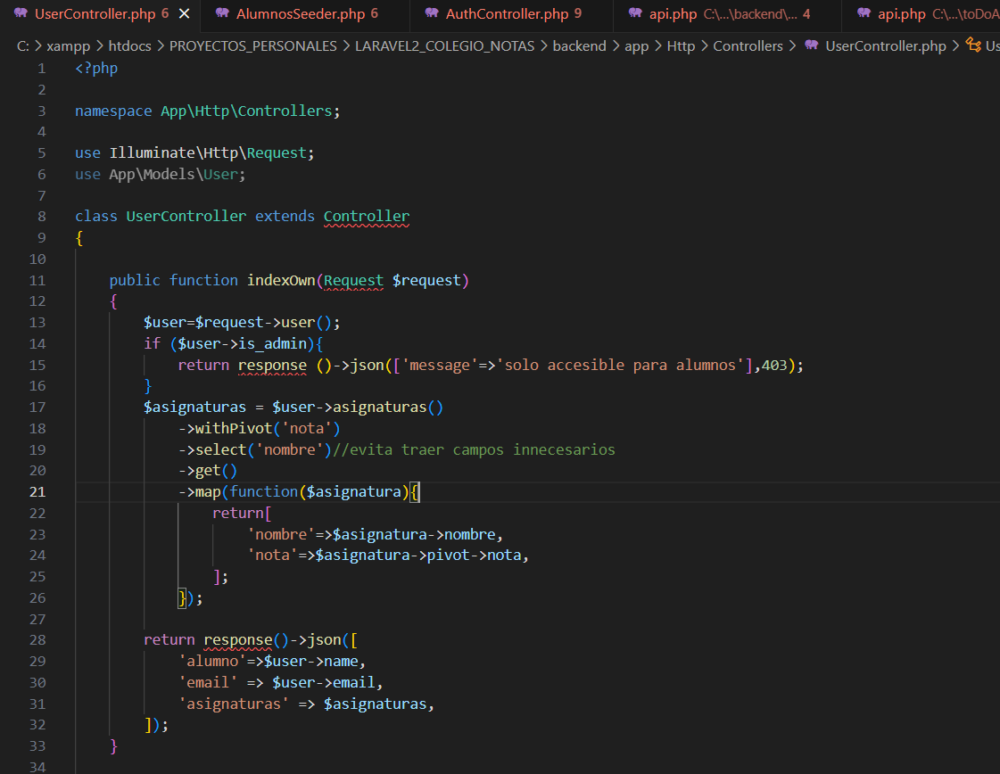 UserController.php 6 AlumnosSeeder.php 6 AuthController.php 9 api.php C:\...\backend\... 4 api.php C:\...\toDoA
C: > xampp > htdocs > PROYECTOS_PERSONALES > LARAVEL2_COLEGIO_NOTAS > backend > app > Http > Controllers > UserController.php > Us
1 <?php
2
3 namespace App\Http\Controllers;
4
5 use Illuminate\Http\Request;
6 use App\Models\User;
7
8 class UserController extends Controller
9 {
10
11     public function indexOwn(Request $request)
12     {
13         $user=$request->user();
14         if ($user->is_admin){
15             return response ()->json(['message'=>'solo accesible para alumnos'],403);
16         }
17         $asignaturas = $user->asignaturas()
18             ->withPivot('nota')
19             ->select('nombre')//evita traer campos innecesarios
20             ->get()
21             ->map(function($asignatura){
22                 return[
23                     'nombre'=>$asignatura->nombre,
24                     'nota'=>$asignatura->pivot->nota,
25                 ];
26             });
27
28         return response()->json([
29             'alumno'=>$user->name,
30             'email' => $user->email,
31             'asignaturas' => $asignaturas,
32         ]);
33     }
34